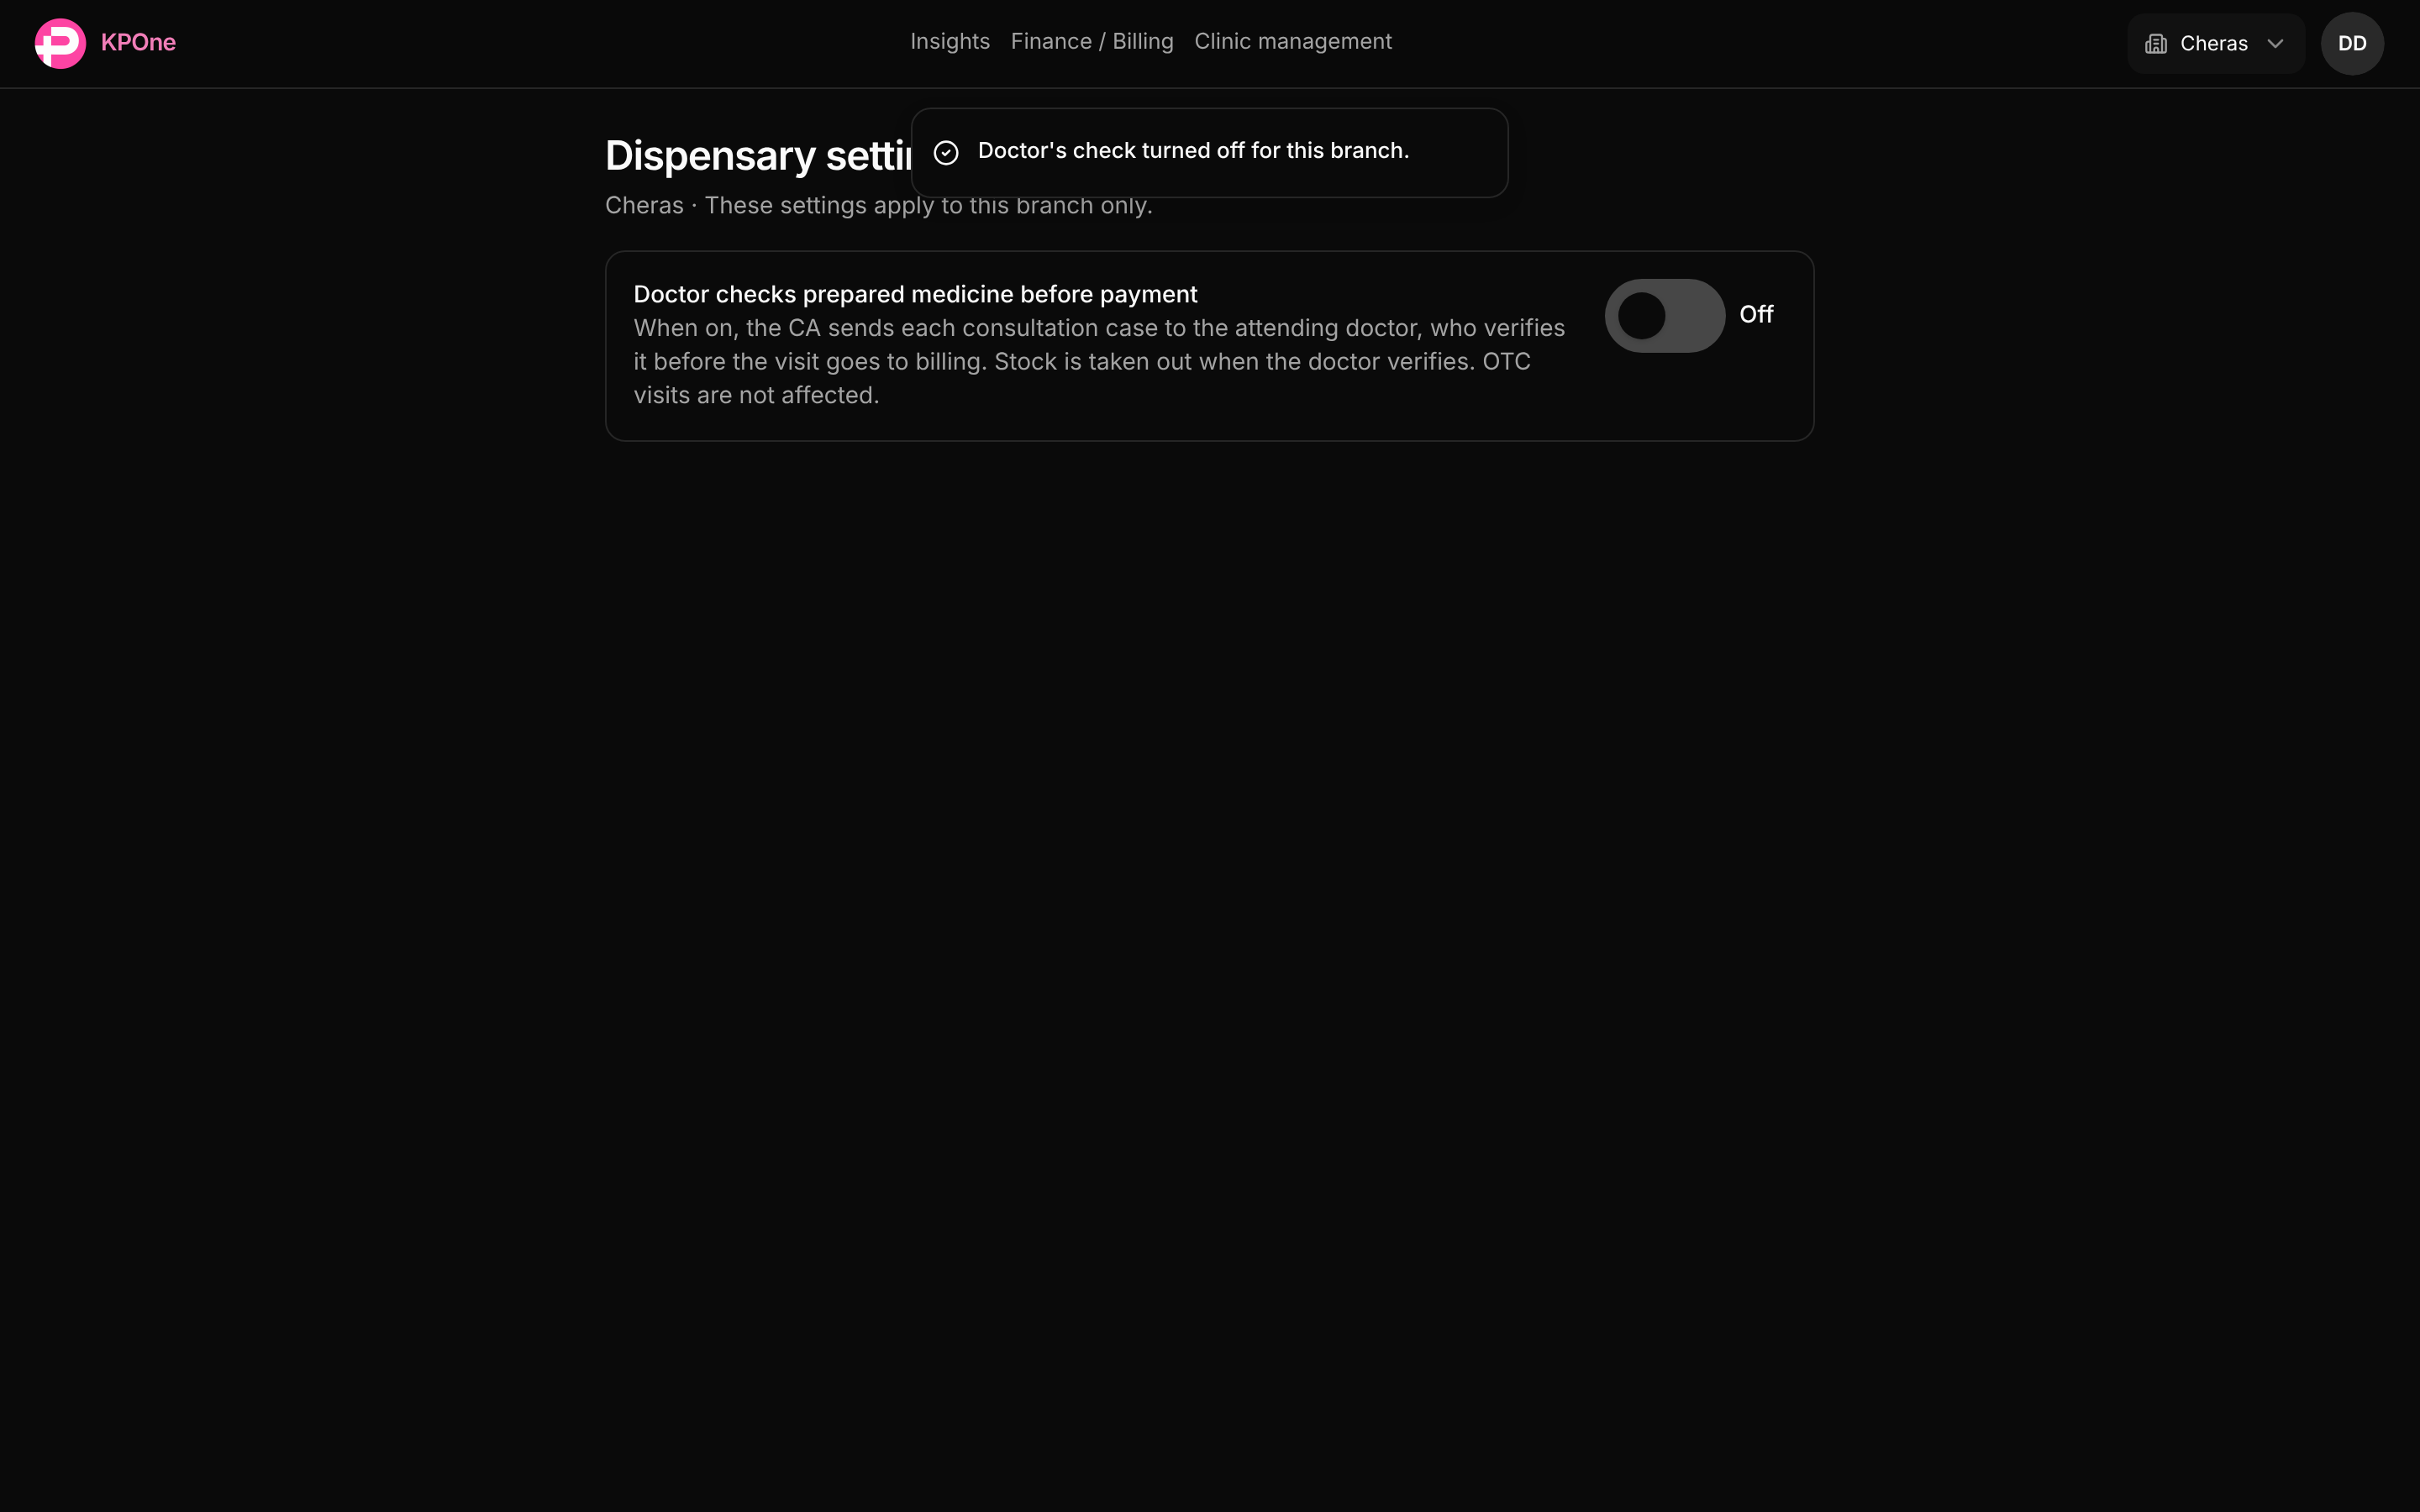 KPOne
Insights Finance / Billing Clinic management
Cheras
DD
Doctor's check turned off for this branch.
Dispensary
Cheras · These settings apply to this branch only.
Doctor checks prepared medicine before payment
Off
When on, the CA sends each consultation case to the attending doctor, who verifies
it before the visit goes to billing. Stock is taken out when the doctor verifies. OTC
visits are not affected.